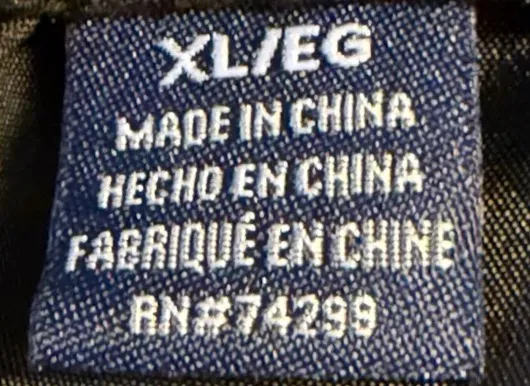 XL/EG
MADE IN CHINA
HECHO EN CHINA
FABRIQUÉ EN CHINE
RN#74299